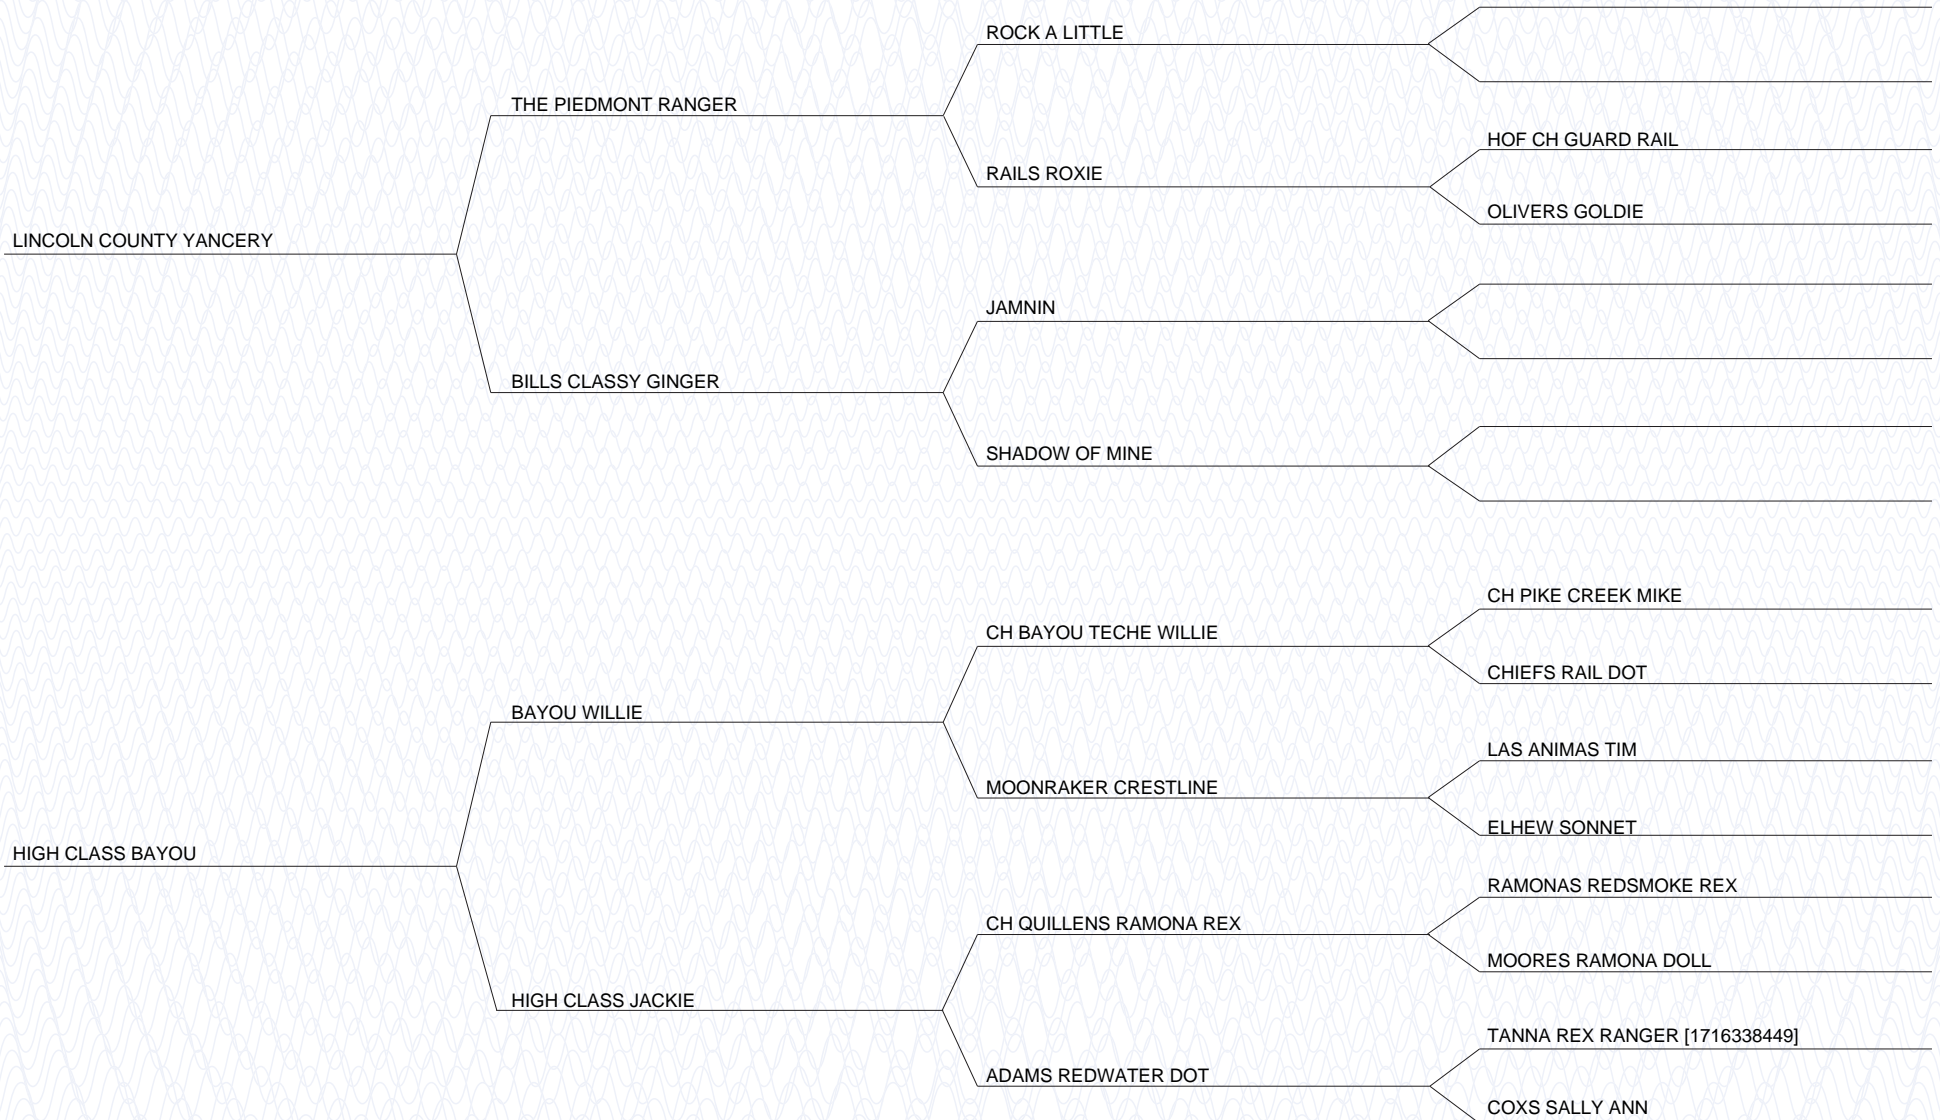 ROCK A LITTLE
THE PIEDMONT RANGER
HOF CH GUARD RAIL
RAILS ROXIE
OLIVERS GOLDIE
LINCOLN COUNTY YANCERY
JAMNIN
BILLS CLASSY GINGER
SHADOW OF MINE
CH PIKE CREEK MIKE
CH BAYOU TECHE WILLIE
CHIEFS RAIL DOT
BAYOU WILLIE
LAS ANIMAS TIM
MOONRAKER CRESTLINE
ELHEW SONNET
HIGH CLASS BAYOU
RAMONAS REDSMOKE REX
CH QUILLENS RAMONA REX
MOORES RAMONA DOLL
HIGH CLASS JACKIE
TANNA REX RANGER [1716338449]
ADAMS REDWATER DOT
COXS SALLY ANN